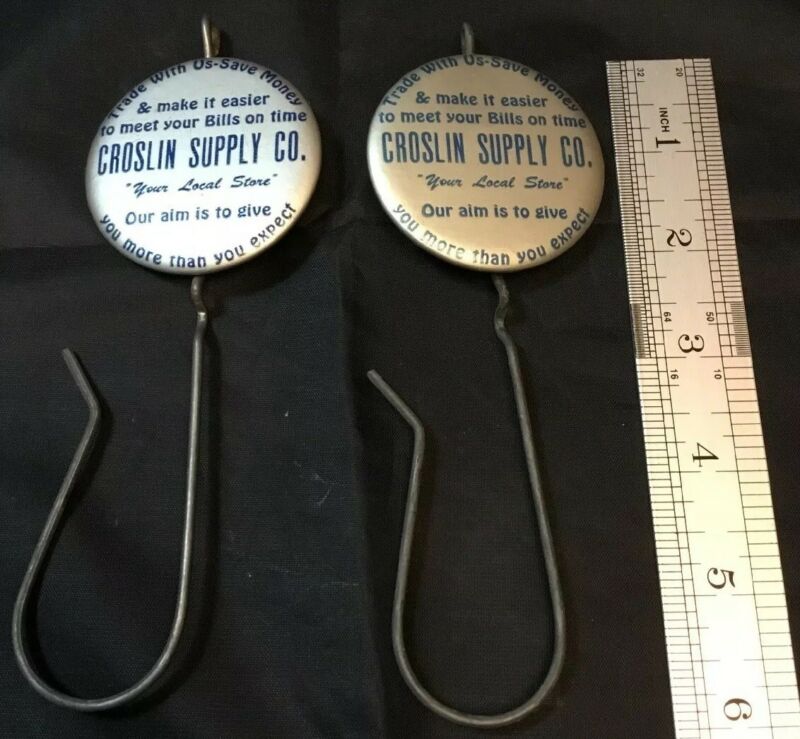 Trade With Us-Save Money
& make it easier
to meet your Bills on time
CROSLIN SUPPLY CO.
"Your Local Store"
Our aim is to give
you more than you expect
Trade With Us-Save Money
& make it easier
to meet your Bills on time
CROSLIN SUPPLY CO.
"Your Local Store"
Our aim is to give
you more than you expect
32 20
INCH
1
2
64 50
3
16 10
4
5
6